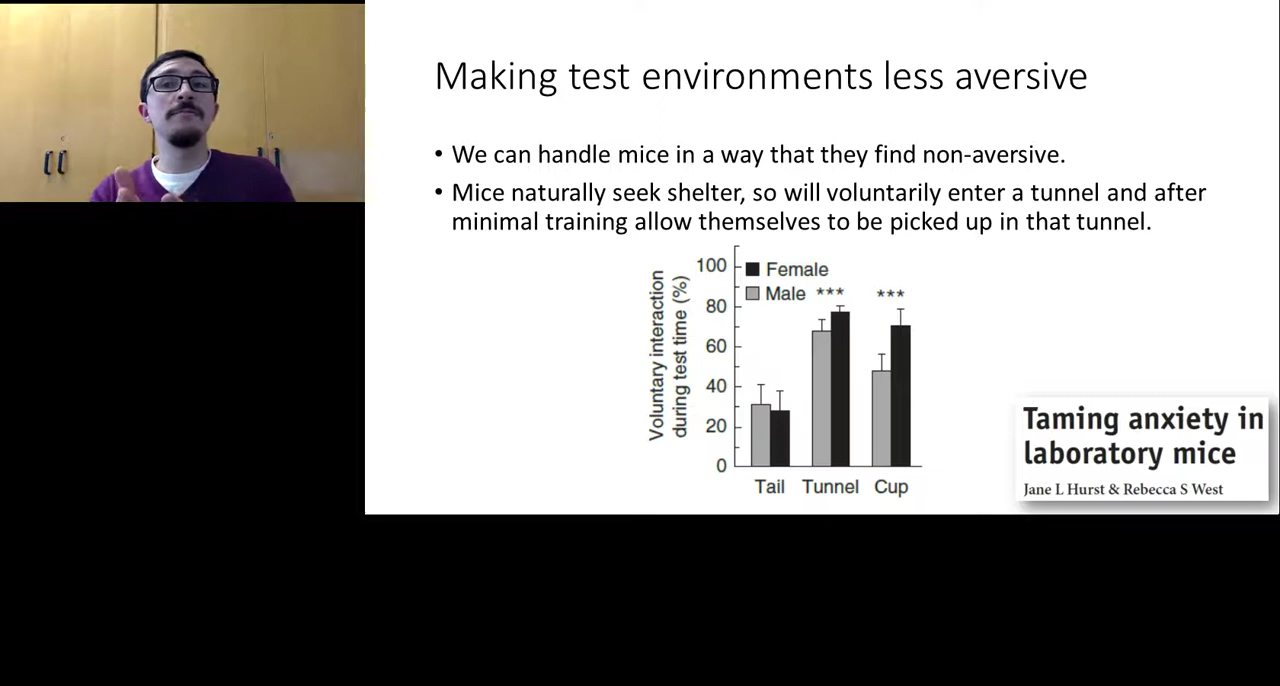 Making test environments less aversive
• We can handle mice in a way that they find non-aversive.
• Mice naturally seek shelter, so will voluntarily enter a tunnel and after
minimal training allow themselves to be picked up in that tunnel.
Voluntary interaction
during test time (%)
100
80
60
40
20
0
Female
Male
***
***
Tail
Tunnel
Cup
Taming anxiety in
laboratory mice
Jane L Hurst & Rebecca S West